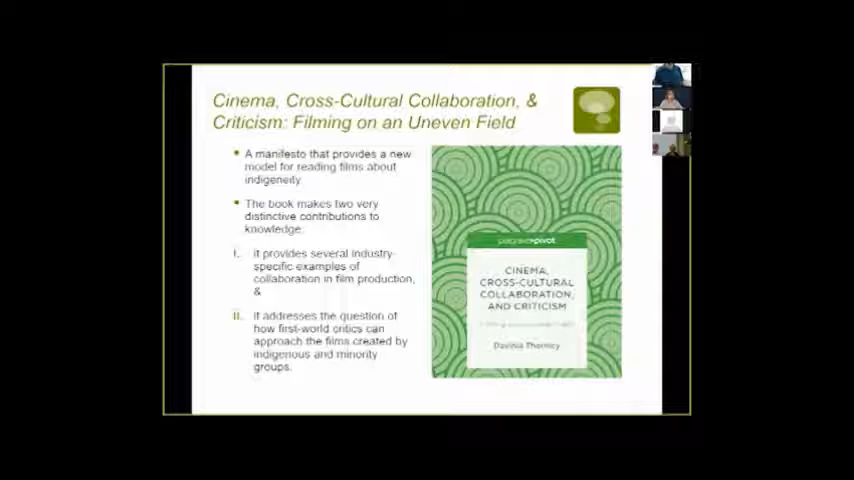 Cinema, Cross-Cultural Collaboration, &
Criticism: Filming on an Uneven Field
A manifesto that provides a new
model for reading films about
indigeneity
The book makes two very
distinctive contributions to
knowledge:
I. it provides several industry-
specific examples of
collaboration in film production,
&
II. it addresses the question of
how first-world critics can
approach the films created by
indigenous and minority
groups.
palgrave pivot
CINEMA,
CROSS-CULTURAL
COLLABORATION,
AND CRITICISM
Davinia Thornley